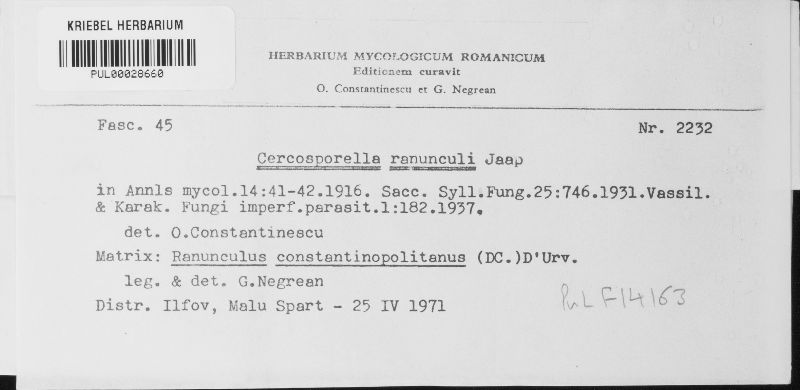 KRIEBEL HERBARIUM
PUL00028660
HERBARIUM MYCOLOGICUM ROMANICUM
Editionem curavit
O. Constantinescu et G. Negrean
Fasc. 45
Nr. 2232
Cercosporella ranunculi Jaap
in Annls mycol.14:41-42.1916. Sacc. Syll.Fung.25:746.1931.Vassil.
& Karak. Fungi imperf.parasit.1:182.1937.
det. O.Constantinescu
Matrix: Ranunculus constantinopolitanus (DC.)D'Urv.
leg. & det. G.Negrean
Distr. Ilfov, Malu Spart - 25 IV 1971
PuL F14163